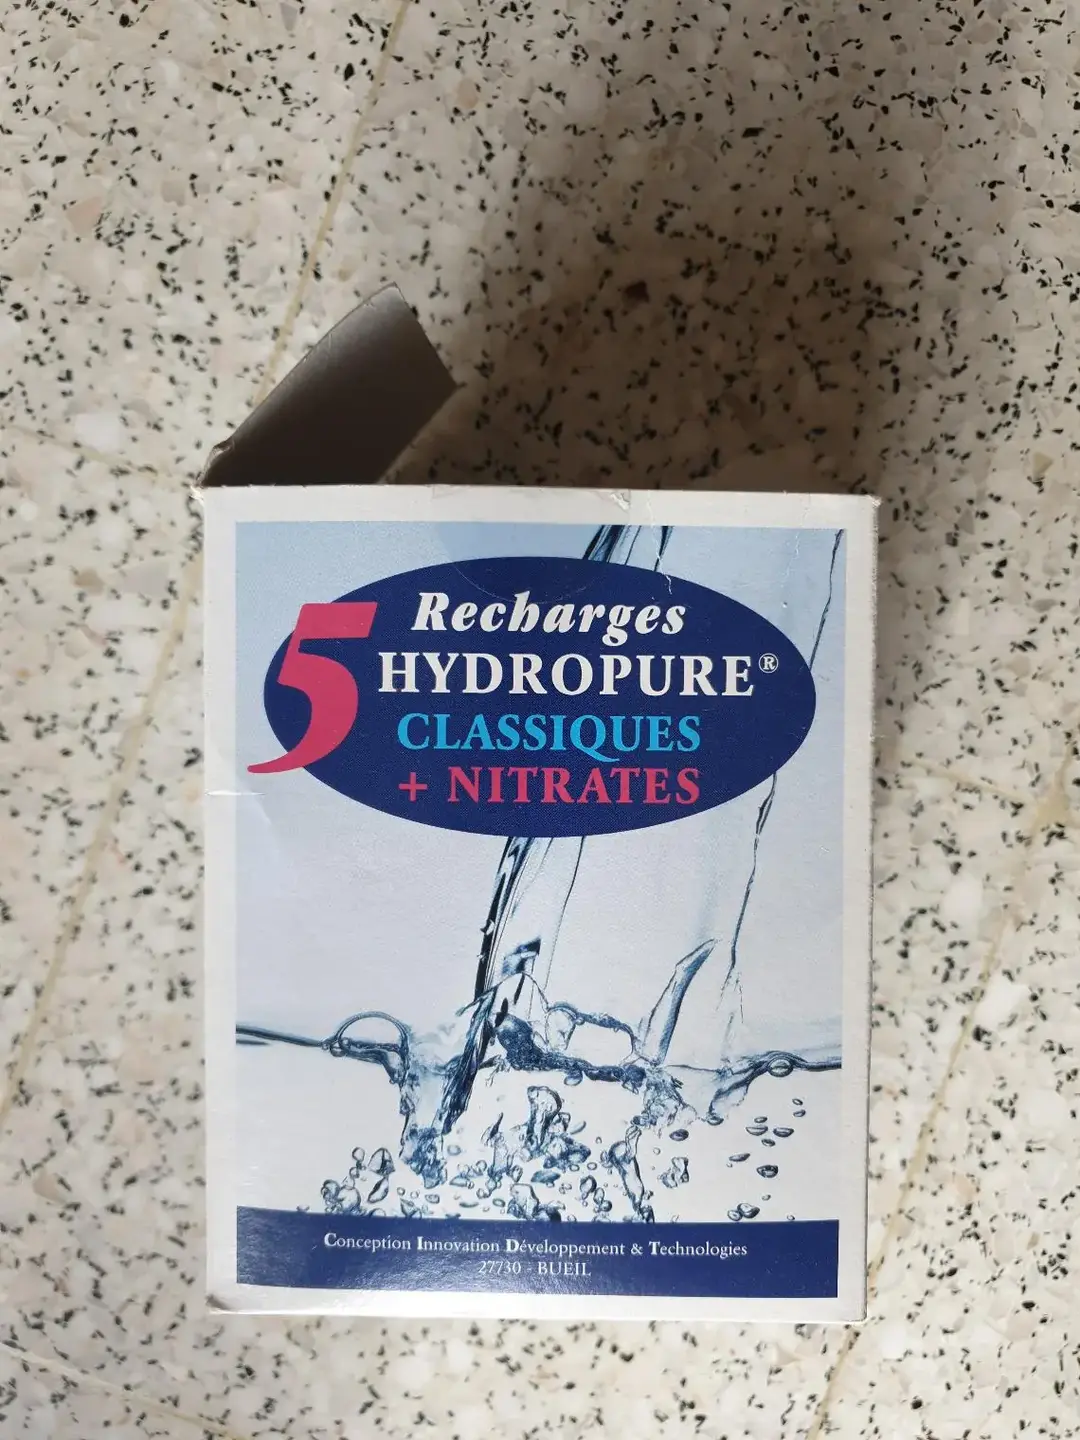 5 Recharges
HYDROPURE®
CLASSIQUES
+ NITRATES
Conception Innovation Développement & Technologies
27730 - BUEIL